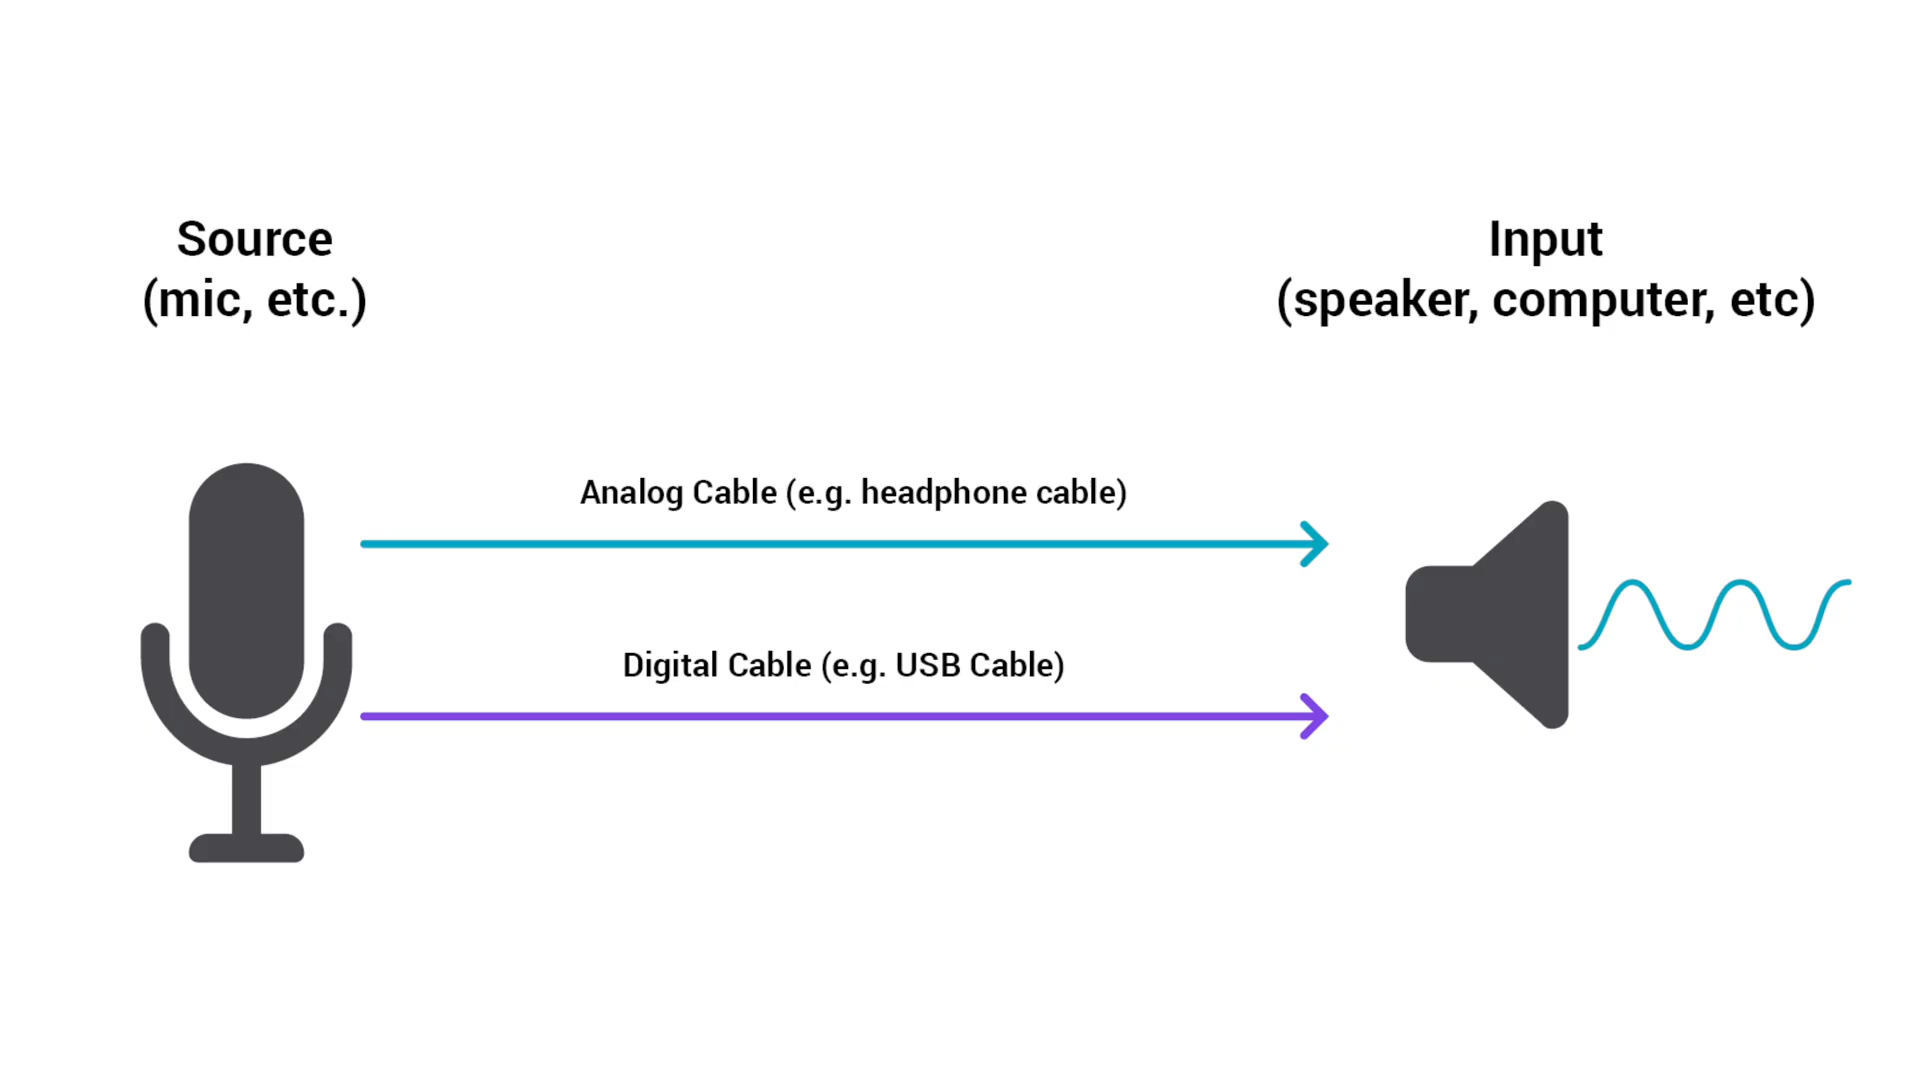 Source
(mic, etc.)
Input
(speaker, computer, etc)
Analog Cable (e.g. headphone cable)
Digital Cable (e.g. USB Cable)